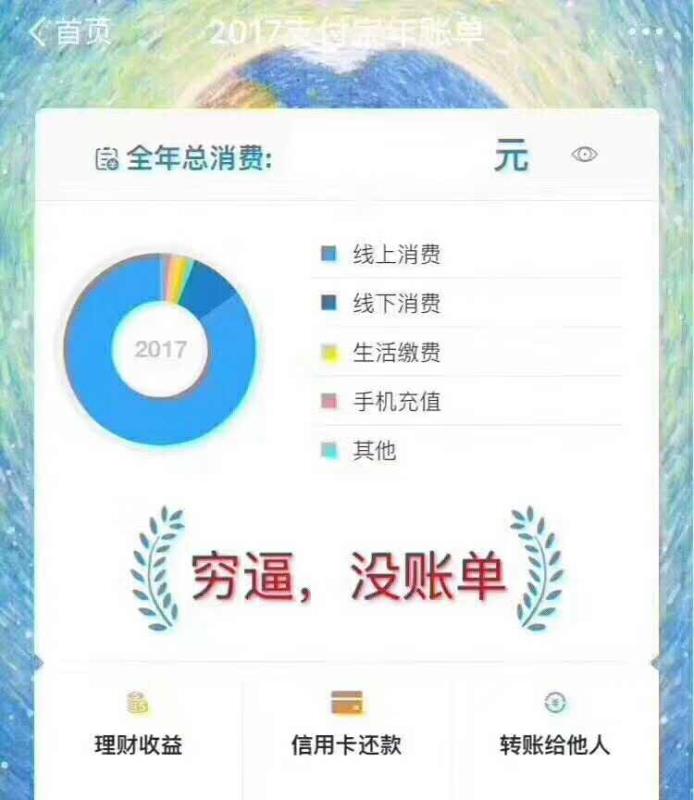 首页 2017支付宝年账单
全年总消费: 元
2017
线上消费
线下消费
生活缴费
手机充值
其他
穷逼，没账单
理财收益 信用卡还款 转账给他人